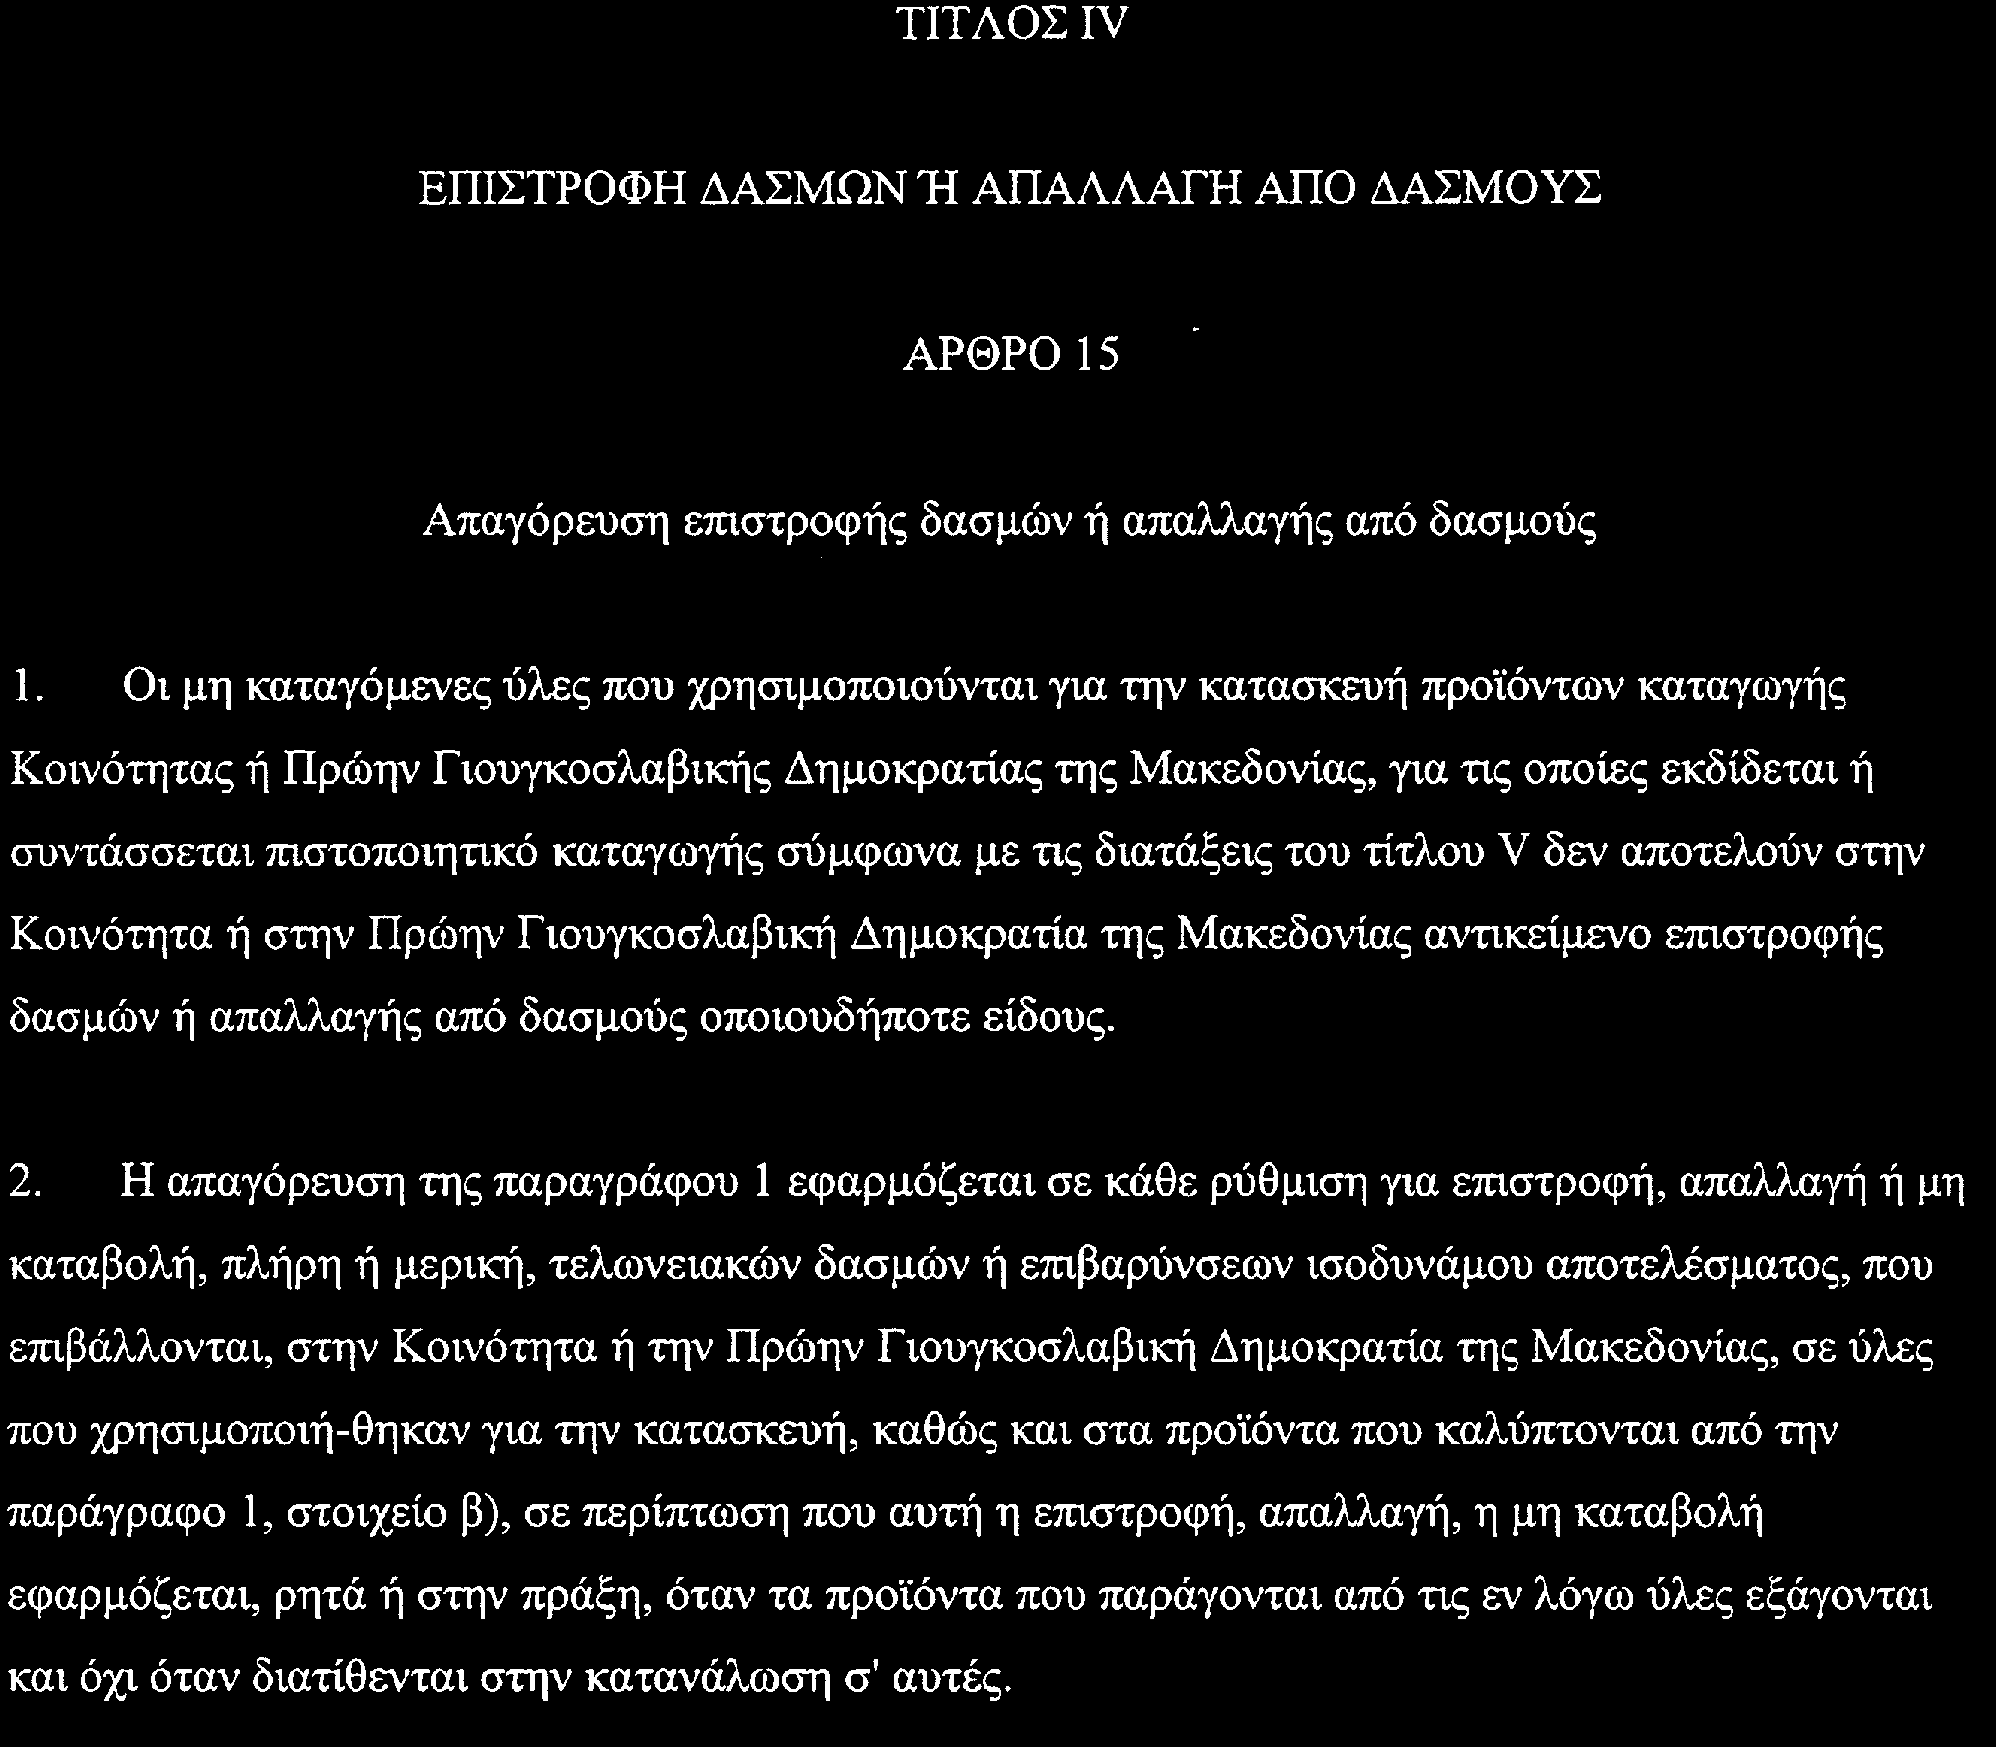 ΤΙΤΛΟΣ IV
ΕΠΙΣΤΡΟΦΗ ΔΑΣΜΩΝ Ή ΑΠΑΛΛΑΓΗ ΑΠΟ ΔΑΣΜΟΥΣ
ΑΡΘΡΟ 15
Απαγόρευση επιστροφής δασμών ή απαλλαγής από δασμούς
1. Οι μη καταγόμενες ύλες που χρησιμοποιούνται για την κατασκευή προϊόντων καταγωγής
Κοινότητας ή Πρώην Γιουγκοσλαβικής Δημοκρατίας της Μακεδονίας, για τις οποίες εκδίδεται ή
συντάσσεται πιστοποιητικό καταγωγής σύμφωνα με τις διατάξεις του τίτλου V δεν αποτελούν στην
Κοινότητα ή στην Πρώην Γιουγκοσλαβική Δημοκρατία της Μακεδονίας αντικείμενο επιστροφής
δασμών ή απαλλαγής από δασμούς οποιουδήποτε είδους.
2. Η απαγόρευση της παραγράφου 1 εφαρμόζεται σε κάθε ρύθμιση για επιστροφή, απαλλαγή ή μη
καταβολή, πλήρη ή μερική, τελωνειακών δασμών ή επιβαρύνσεων ισοδυνάμου αποτελέσματος, που
επιβάλλονται, στην Κοινότητα ή την Πρώην Γιουγκοσλαβική Δημοκρατία της Μακεδονίας, σε ύλες
που χρησιμοποιή-θηκαν για την κατασκευή, καθώς και στα προϊόντα που καλύπτονται από την
παράγραφο 1, στοιχείο β), σε περίπτωση που αυτή η επιστροφή, απαλλαγή, η μη καταβολή
εφαρμόζεται, ρητά ή στην πράξη, όταν τα προϊόντα που παράγονται από τις εν λόγω ύλες εξάγονται
και όχι όταν διατίθενται στην κατανάλωση σ' αυτές.